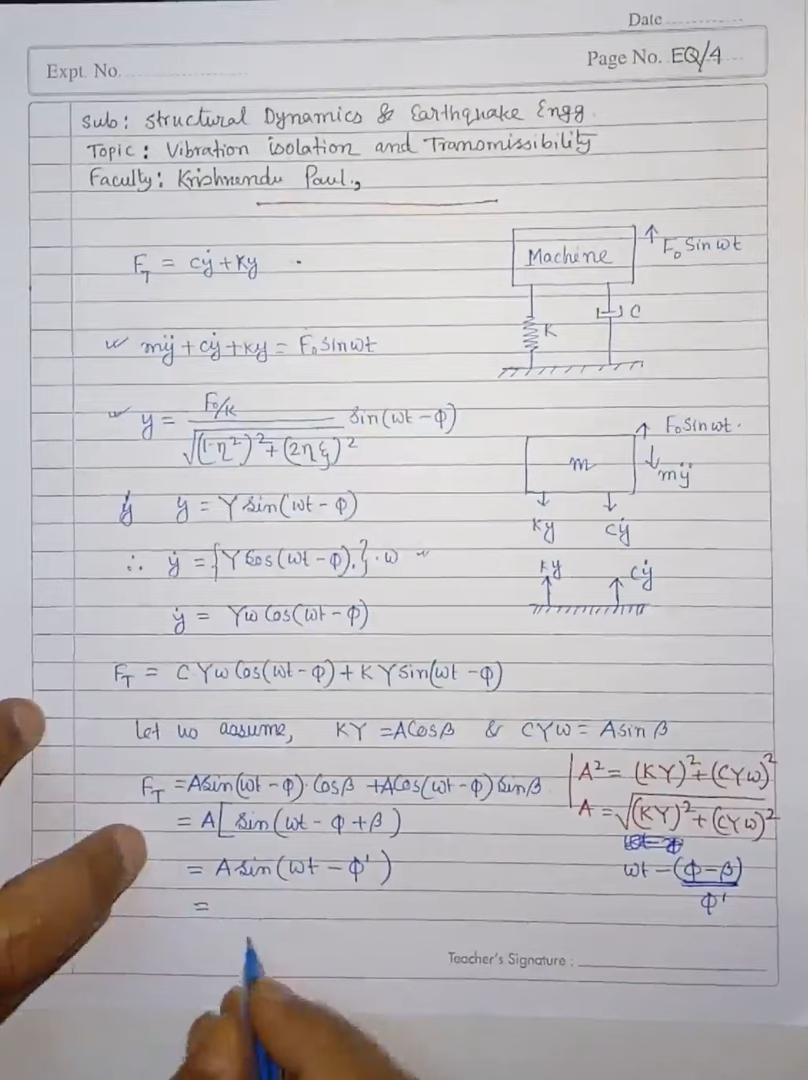 Date
Expt. No.
Page No. EQ/4
Sub: Structural Dynamics & Earthquake Engg.
Topic: Vibration isolation and Transmissibility
Faculty: Krishnendu Paul.,
Machine
F₀ Sin ωt
K
C
F_T = cẏ + Ky
mÿ + cẏ + Ky = F₀ Sin ωt
y = (F₀/K) / √((1-η²)² + (2ηξ)²) Sin(ωt - φ)
F₀ Sin ωt.
m
mÿ
Ky
Cẏ
ẏ y = Y Sin(ωt - φ)
∴ ẏ = {Y Cos(ωt - φ).}·ω
Ky
Cẏ
ẏ = Yω Cos(ωt - φ)
F_T = C Yω Cos(ωt - φ) + K Y Sin(ωt - φ)
Let us assume, KY = A Cos β & CYω = A Sin β
F_T = A Sin(ωt - φ)·Cos β + A Cos(ωt - φ) Sin β
= A[ Sin(ωt - φ + β)
= A Sin(ωt - φ')
=
A² = (KY)² + (CYω)²
A = √((KY)² + (CYω)²)
ωt - (φ - β)
φ'
Teacher's Signature :